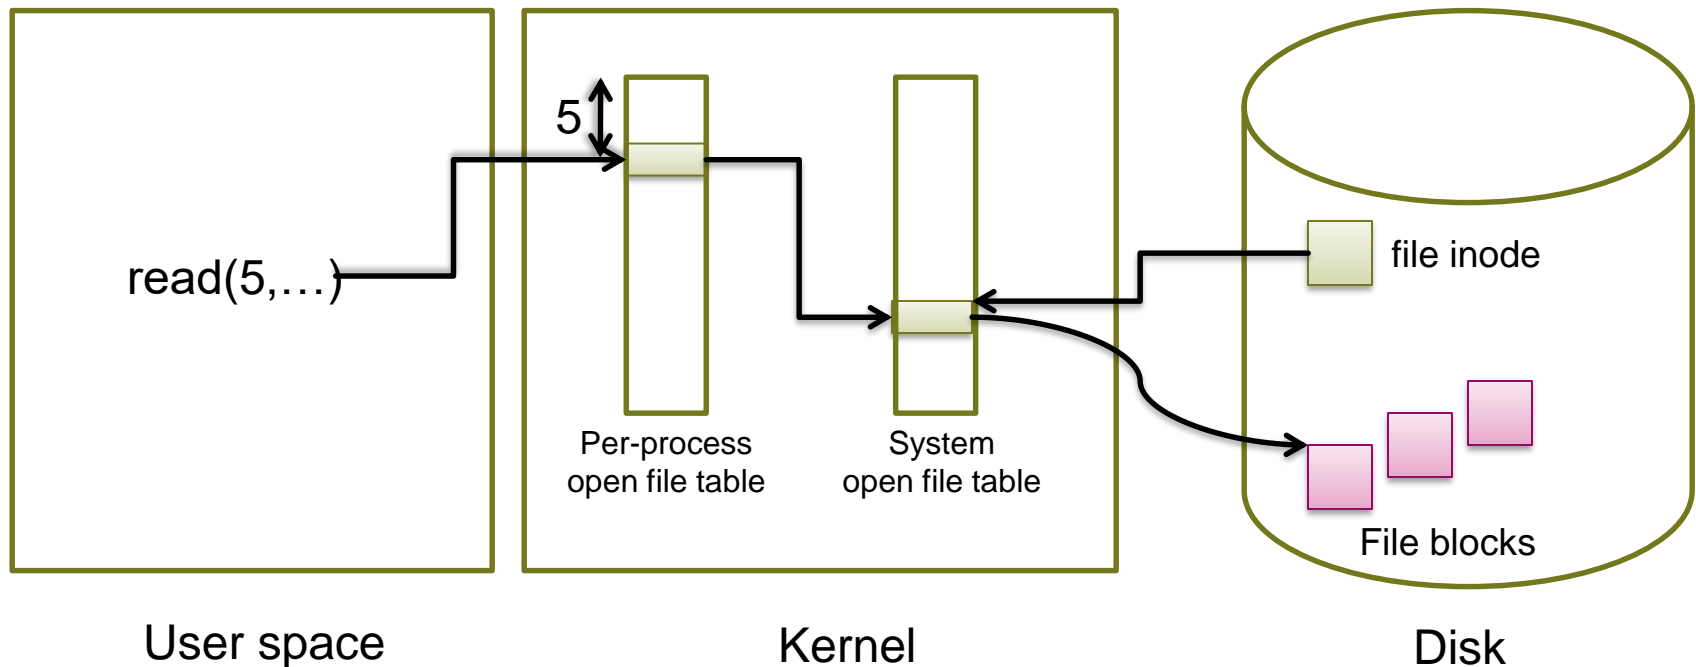 5
read(5,…)
file inode
Per-process
open file table
System
open file table
File blocks
User space
Kernel
Disk